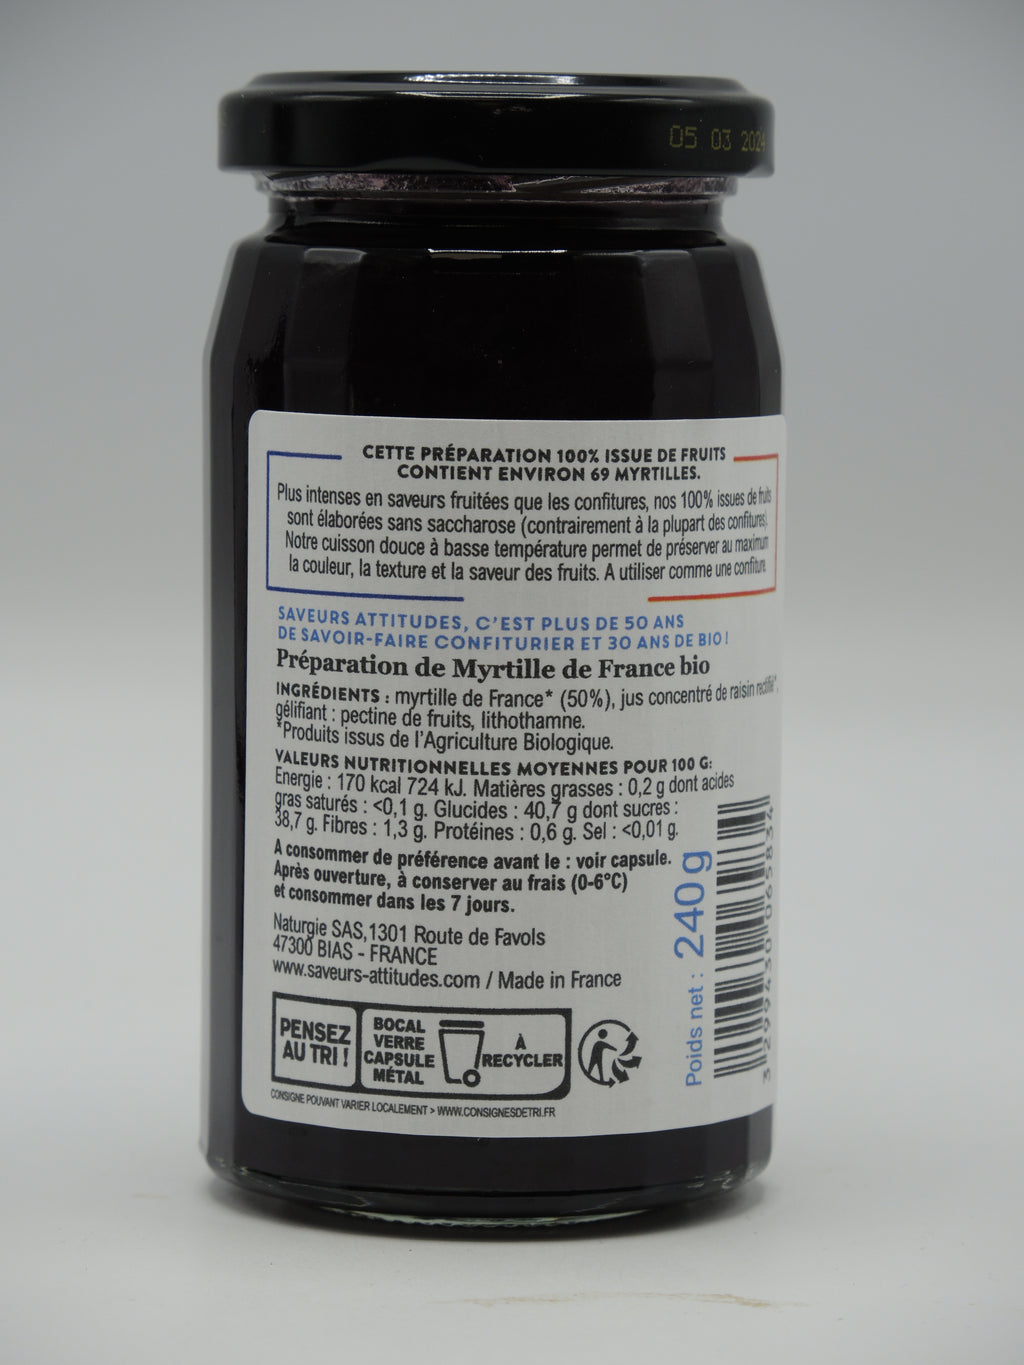 05 03 2024
CETTE PRÉPARATION 100% ISSUE DE FRUITS
CONTIENT ENVIRON 69 MYRTILLES.
Plus intenses en saveurs fruitées que les confitures, nos 100% issues de fruits
sont élaborées sans saccharose (contrairement à la plupart des confitures).
Notre cuisson douce à basse température permet de préserver au maximum
la couleur, la texture et la saveur des fruits. A utiliser comme une confiture.
SAVEURS ATTITUDES, C'EST PLUS DE 50 ANS
DE SAVOIR-FAIRE CONFITURIER ET 30 ANS DE BIO !
Préparation de Myrtille de France bio
INGRÉDIENTS : myrtille de France* (50%), jus concentré de raisin rectifié*,
gélifiant : pectine de fruits, lithothamne.
*Produits issus de l'Agriculture Biologique.
VALEURS NUTRITIONNELLES MOYENNES POUR 100 G:
Energie : 170 kcal 724 kJ. Matières grasses : 0,2 g dont acides
gras saturés : <0,1 g. Glucides : 40,7 g dont sucres :
38,7 g. Fibres : 1,3 g. Protéines : 0,6 g. Sel : <0,01 g.
A consommer de préférence avant le : voir capsule.
Après ouverture, à conserver au frais (0-6°C)
et consommer dans les 7 jours.
Naturgie SAS, 1301 Route de Favols
47300 BIAS - FRANCE
www.saveurs-attitudes.com / Made in France
PENSEZ
AU TRI !
BOCAL
VERRE
CAPSULE
MÉTAL
À
RECYCLER
CONSIGNE POUVANT VARIER LOCALEMENT > WWW.CONSIGNESDETRI.FR
Poids net : 240 g
3 299430 065834